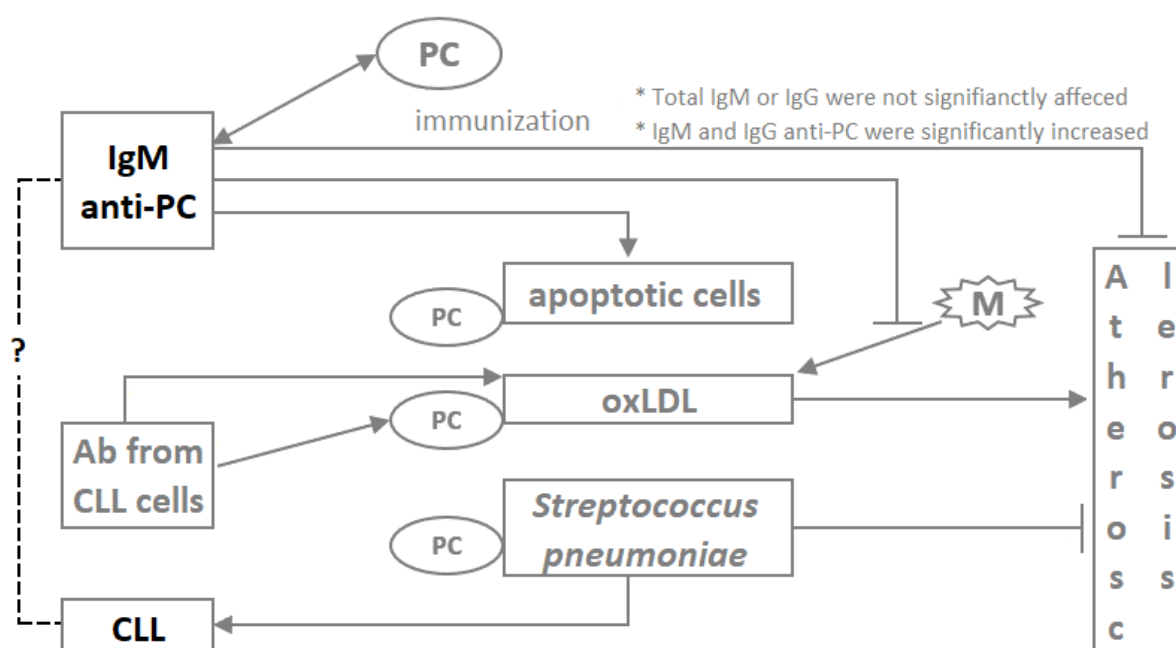 PC
* Total IgM or IgG were not signifianctly affeced
immunization
* IgM and IgG anti-PC were significantly increased
IgM
anti-PC
apoptotic cells
PC
M
?
oxLDL
PC
Ab from
CLL cells
Streptococcus
pneumoniae
PC
CLL
A l
t e
h r
e o
r s
o i
s s
c